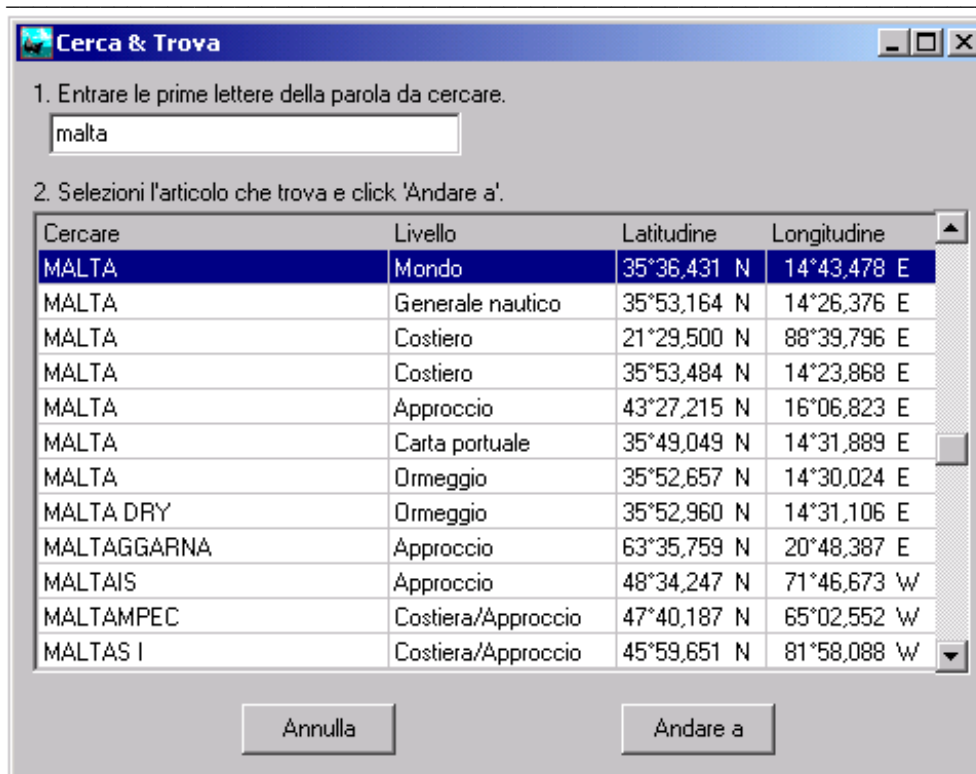 Cerca & Trova
1. Entrare le prime lettere della parola da cercare.
malta
2. Selezioni l'articolo che trova e click 'Andare a'.
Cercare Livello Latitudine Longitudine
MALTA Mondo 35°36,431 N 14°43,478 E
MALTA Generale nautico 35°53,164 N 14°26,376 E
MALTA Costiero 21°29,500 N 88°39,796 E
MALTA Costiero 35°53,484 N 14°23,868 E
MALTA Approccio 43°27,215 N 16°06,823 E
MALTA Carta portuale 35°49,049 N 14°31,889 E
MALTA Ormeggio 35°52,657 N 14°30,024 E
MALTA DRY Ormeggio 35°52,960 N 14°31,106 E
MALTAGGARNA Approccio 63°35,759 N 20°48,387 E
MALTAIS Approccio 48°34,247 N 71°46,673 W
MALTAMPEC Costiera/Approccio 47°40,187 N 65°02,552 W
MALTAS I Costiera/Approccio 45°59,651 N 81°58,088 W
Annulla Andare a